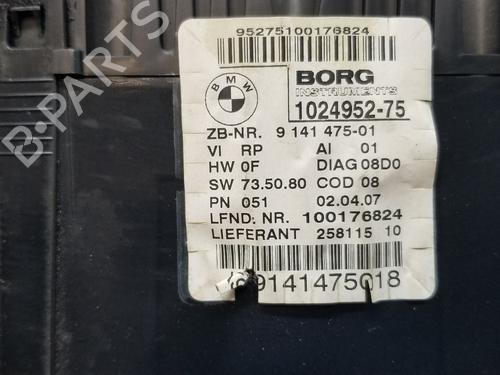 95275100176824
BMW
BORG
INSTRUMENTS
1024952-75
ZB-NR. 9 141 475-01
VI RP AI 01
HW 0F DIAG 08D0
SW 73.50.80 COD 08
PN 051 02.04.07
LFND. NR. 100176824
LIEFERANT 258115 10
9141475018
B-PARTS